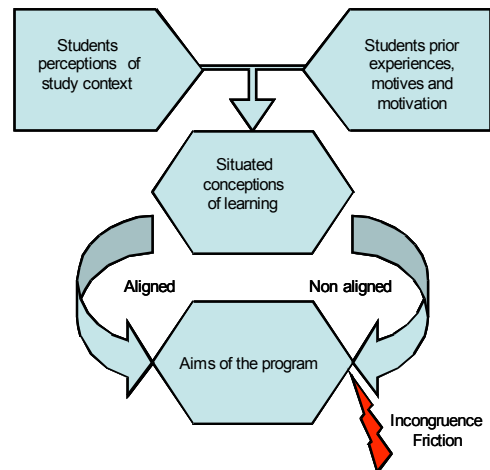 Students
perceptions of
study context
Students prior
experiences,
motives and
motivation
Situated
conceptions
of learning
Aligned
Non aligned
Aims of the program
Incongruence
Friction